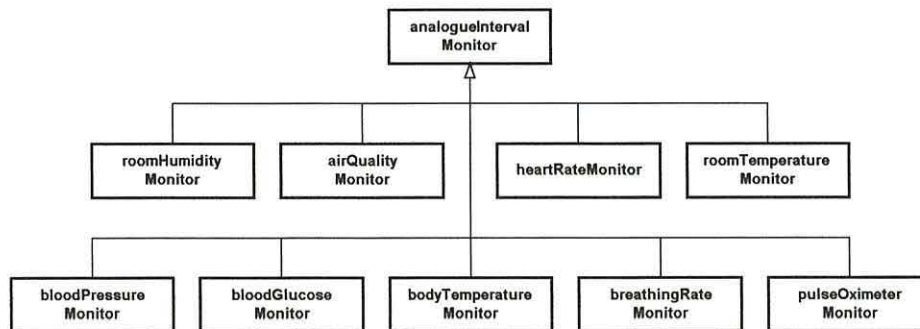 analogueInterval
Monitor
roomHumidity
Monitor
airQuality
Monitor
heartRateMonitor
roomTemperature
Monitor
bloodPressure
Monitor
bloodGlucose
Monitor
bodyTemperature
Monitor
breathingRate
Monitor
pulseOximeter
Monitor